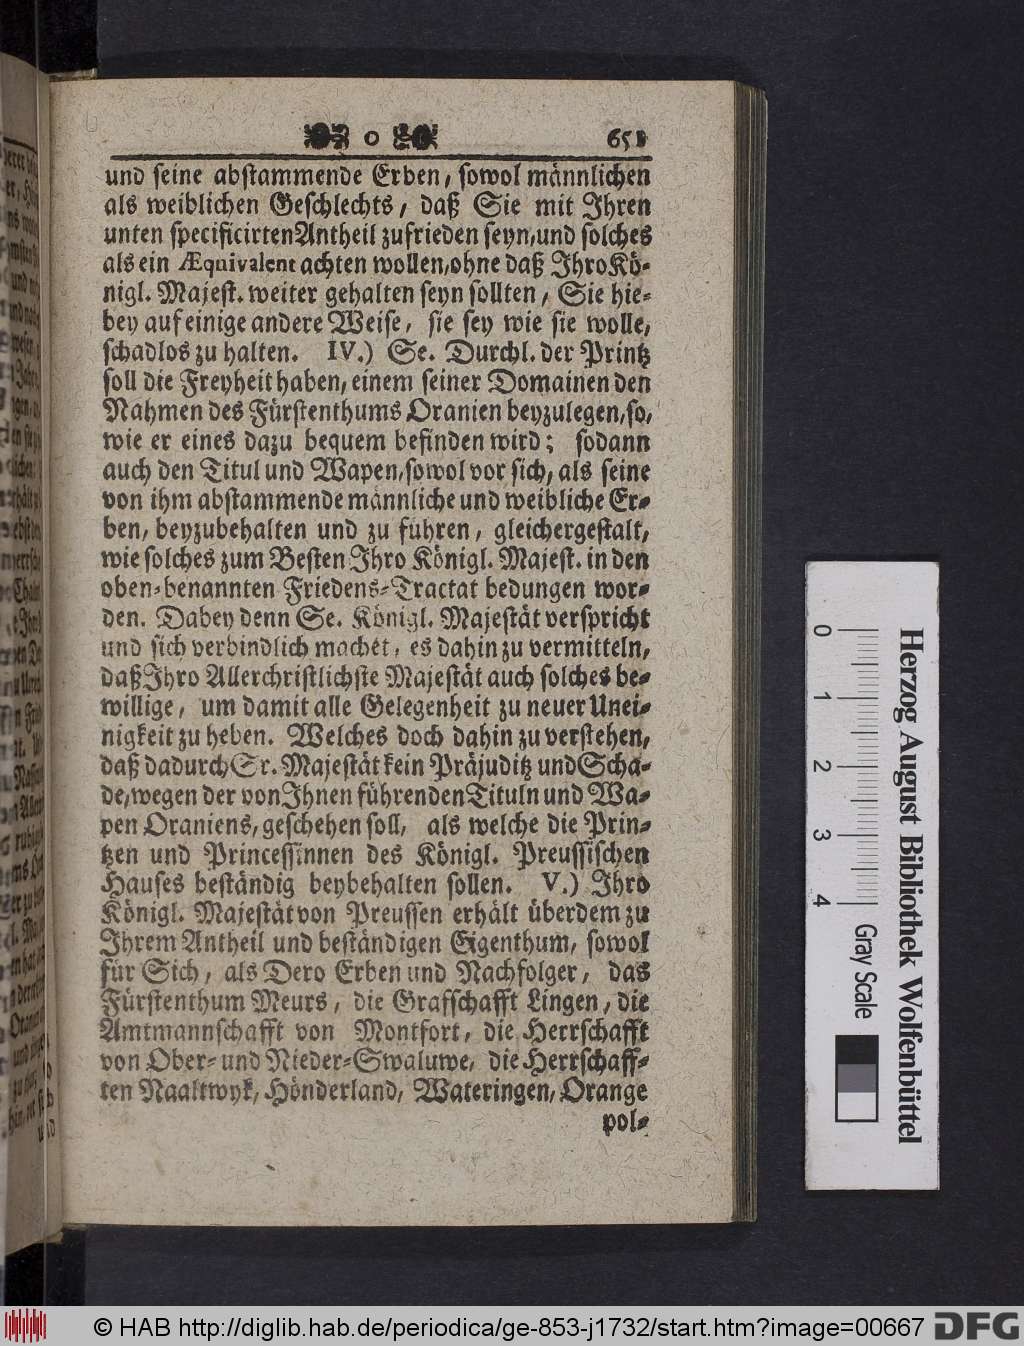 o 651
und seine abstammende Erben, sowol männlichen
als weiblichen Geschlechts, daß Sie mit Ihren
unten specificirten Antheil zufrieden seyn, und solches
als ein Æquivalent achten wollen, ohne daß Ihro Kö-
nigl. Majest. weiter gehalten seyn sollten, Sie hie-
bey auf einige andere Weise, sie sey wie sie wolle,
schadlos zu halten. IV.) Se. Durchl. der Printz
soll die Freyheit haben, einem seiner Domainen den
Nahmen des Fürstenthums Oranien beyzulegen, so,
wie er eines dazu bequem befinden wird; sodann
auch den Titul und Wapen, sowol vor sich, als seine
von ihm abstammende männliche und weibliche Er-
ben, beyzubehalten und zu führen, gleichergestalt,
wie solches zum Besten Ihro Königl. Majest. in den
oben-benannten Friedens-Tractat bedungen wor-
den. Dabey denn Se. Königl. Majestät verspricht
und sich verbindlich machet, es dahin zu vermitteln,
daß Ihro Allerchristlichste Majestät auch solches be-
willige, um damit alle Gelegenheit zu neuer Unei-
nigkeit zu heben. Welches doch dahin zu verstehen,
daß dadurch Sr. Majestät kein Präjuditz und Scha-
de, wegen der von Ihnen führenden Tituln und Wa-
pen Oraniens, geschehen soll, als welche die Prin-
tzen und Princessinnen des Königl. Preussischen
Hauses beständig beybehalten sollen. V.) Ihro
Königl. Majestät von Preussen erhält überdem zu
Ihrem Antheil und beständigen Eigenthum, sowol
für Sich, als Dero Erben und Nachfolger, das
Fürstenthum Meurs, die Grafschafft Lingen, die
Amtmannschafft von Montfort, die Herrschafft
von Ober- und Nieder-Swaluwe, die Herrschaff-
ten Naaltwyk, Hönderland, Wateringen, Orange
pol-
0 1 2 3 4
Gray Scale
Herzog August Bibliothek Wolfenbüttel
© HAB http://diglib.hab.de/periodica/ge-853-j1732/start.htm?image=00667
DFG